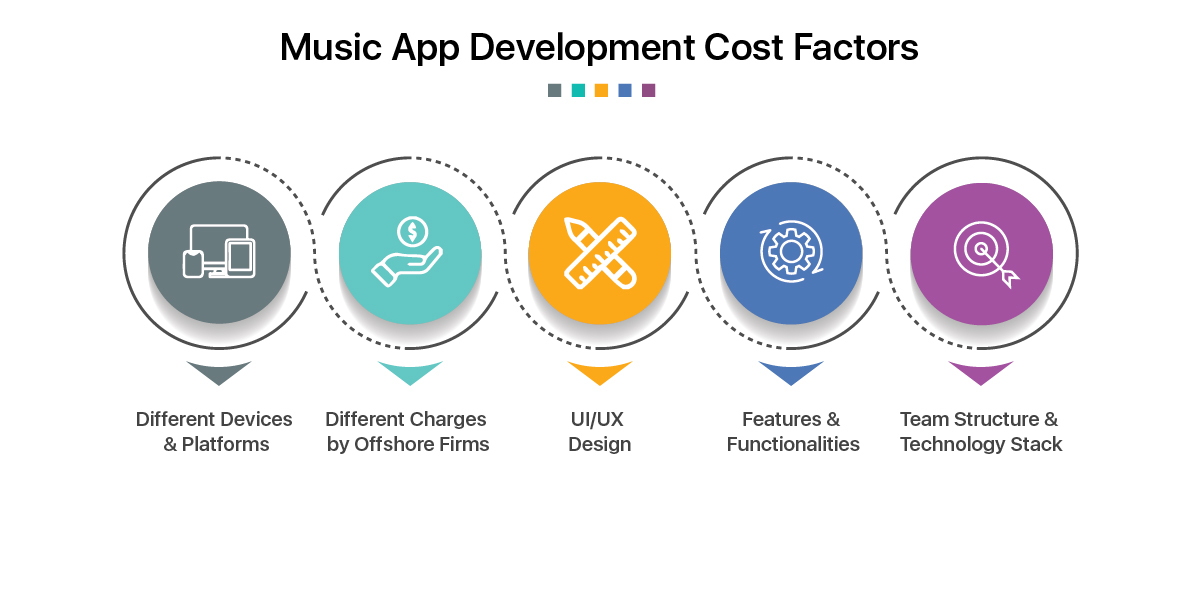 Music App Development Cost Factors
$
Different Devices
& Platforms
Different Charges
by Offshore Firms
UI/UX
Design
Features &
Functionalities
Team Structure &
Technology Stack